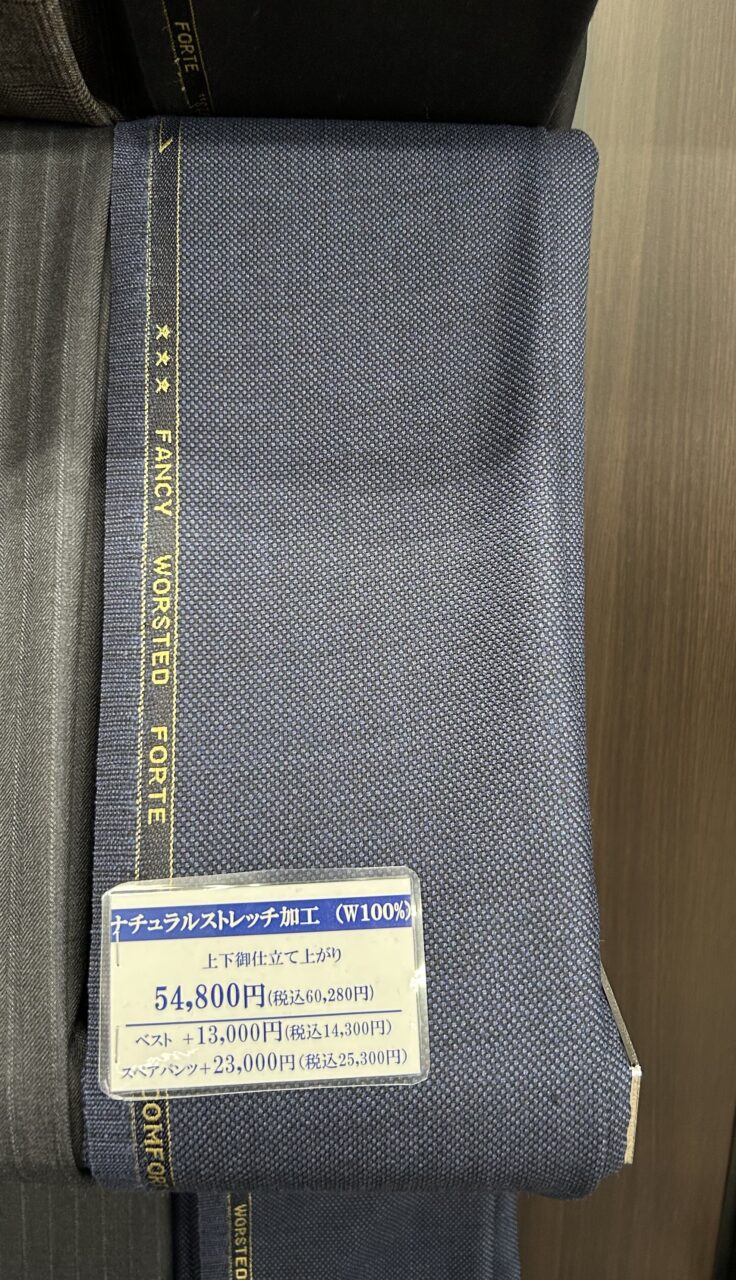 FORTE
★★★ FANCY WORSTED FORTE
ナチュラルストレッチ加工（W100%）
上下御仕立て上がり
54,800円(税込60,280円)
ベスト +13,000円(税込14,300円)
スペアパンツ+23,000円(税込25,300円)
COMFOR
WORSTED